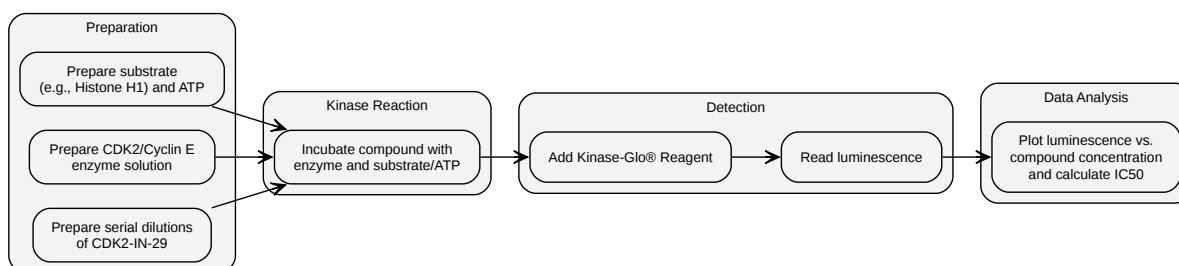 Preparation
Prepare substrate
(e.g., Histone H1) and ATP
Prepare CDK2/Cyclin E
enzyme solution
Prepare serial dilutions
of CDK2-IN-29
Kinase Reaction
Incubate compound with
enzyme and substrate/ATP
Detection
Add Kinase-Glo® Reagent
Read luminescence
Data Analysis
Plot luminescence vs.
compound concentration
and calculate IC50